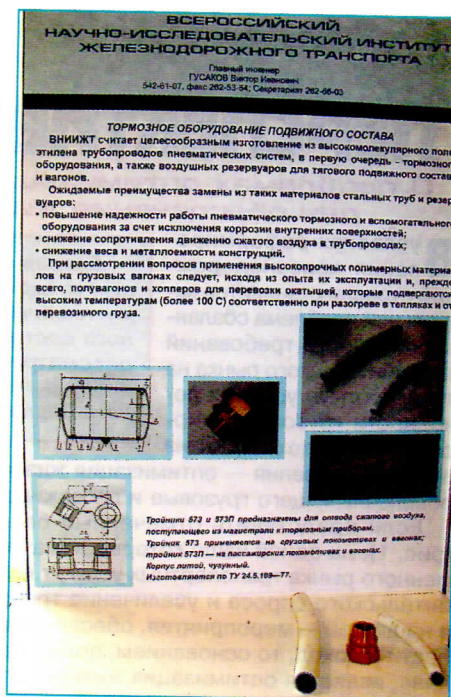 ВСЕРОССИЙСКИЙ
НАУЧНО-ИССЛЕДОВАТЕЛЬСКИЙ ИНСТИТУТ
ЖЕЛЕЗНОДОРОЖНОГО ТРАНСПОРТА
Главный инженер
ГУСАКОВ Виктор Иванович
542-61-07, факс 262-53-54; Секретариат 262-66-03
ТОРМОЗНОЕ ОБОРУДОВАНИЕ ПОДВИЖНОГО СОСТАВА
ВНИИЖТ считает целесообразным изготовление из высокомолекулярного поли
этилена трубопроводов пневматических систем, в первую очередь - тормозного
оборудования, а также воздушных резервуаров для тягового подвижного состава
и вагонов.
Ожидаемые преимущества замены из таких материалов стальных труб и резер
вуаров:
• повышение надежности работы пневматического тормозного и вспомогательного
оборудования за счет исключения коррозии внутренних поверхностей;
• снижение сопротивления движению сжатого воздуха в трубопроводах;
• снижение веса и металлоемкости конструкций.
При рассмотрении вопросов применения высокопрочных полимерных материа
лов на грузовых вагонах следует, исходя из опыта их эксплуатации и, прежде
всего, полувагонов и хопперов для перевозки окатышей, которые подвергаются
высоким температурам (более 100 С) соответственно при разогреве в тепляках и от
перевозимого груза.
Тройники 573 и 573П предназначены для отвода сжатого воздуха,
поступающего из магистрали к тормозным приборам.
Тройник 573 применяется на грузовых локомотивах и вагонах;
тройник 573П — на пассажирских локомотивах и вагонах.
Корпус литой, чугунный.
Изготовляются по ТУ 24.5.189—77.